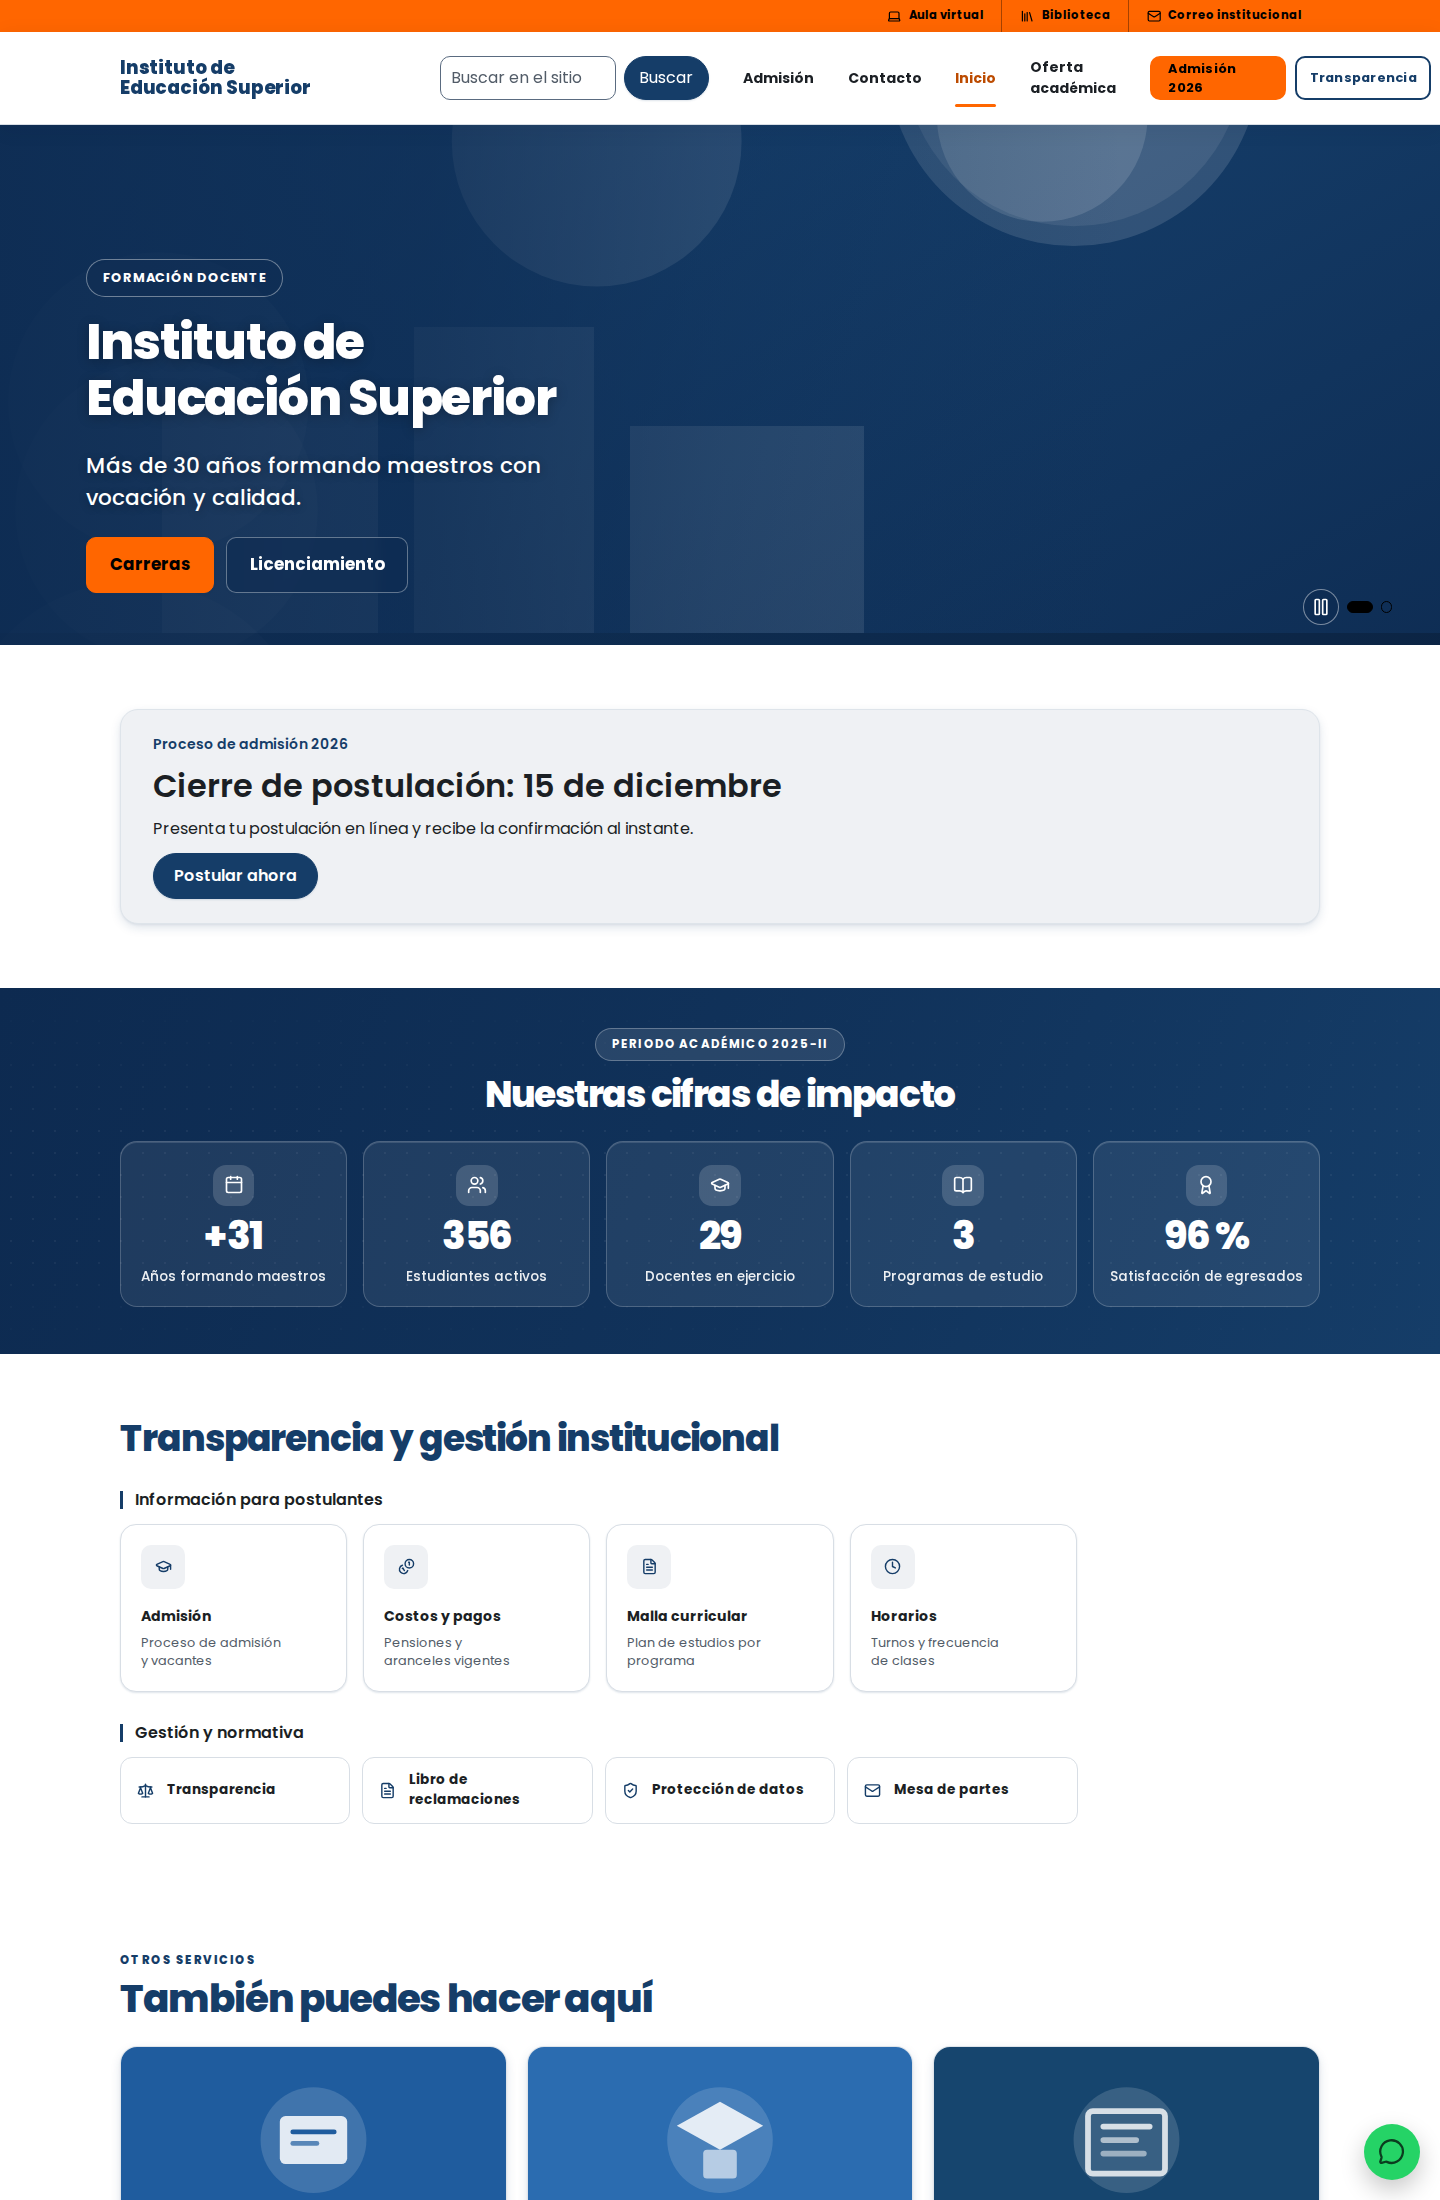 Aula virtual
Biblioteca
Correo institucional
Instituto de
Educación Superior
Buscar en el sitio
Buscar
Admisión
Contacto
Inicio
Oferta
académica
Admisión
2026
Transparencia
FORMACIÓN DOCENTE
Instituto de
Educación Superior
Más de 30 años formando maestros con
vocación y calidad.
Carreras
Licenciamiento
Proceso de admisión 2026
Cierre de postulación: 15 de diciembre
Presenta tu postulación en línea y recibe la confirmación al instante.
Postular ahora
PERIODO ACADÉMICO 2025-II
Nuestras cifras de impacto
+31
Años formando maestros
356
Estudiantes activos
29
Docentes en ejercicio
3
Programas de estudio
96 %
Satisfacción de egresados
Transparencia y gestión institucional
Información para postulantes
Admisión
Proceso de admisión
y vacantes
Costos y pagos
Pensiones y
aranceles vigentes
Malla curricular
Plan de estudios por
programa
Horarios
Turnos y frecuencia
de clases
Gestión y normativa
Transparencia
Libro de
reclamaciones
Protección de datos
Mesa de partes
OTROS SERVICIOS
También puedes hacer aquí